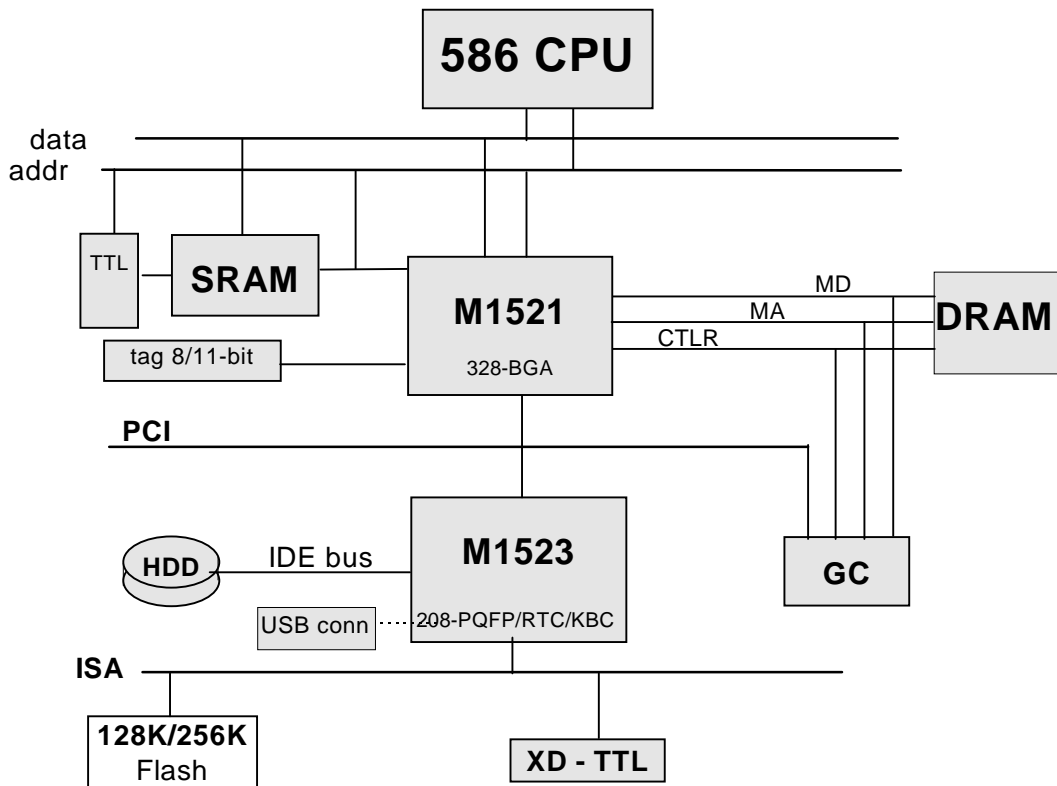 586 CPU
data
addr
TTL
SRAM
M1521
328-BGA
MD
MA
CTLR
DRAM
tag 8/11-bit
PCI
M1523
208-PQFP/RTC/KBC
HDD
IDE bus
GC
USB conn
ISA
128K/256K
Flash
XD - TTL